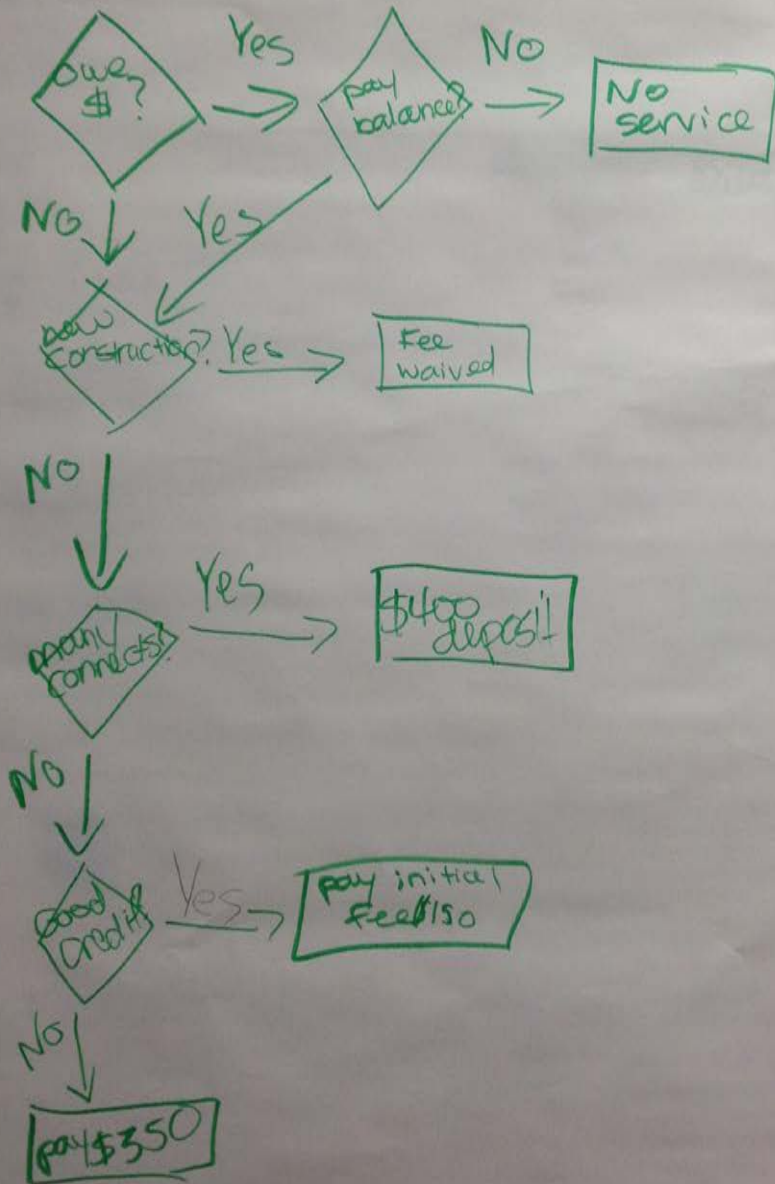 owe
$?
Yes
pay
balance?
NO
NO
service
NO
Yes
new
construction?
Yes
Fee
waived
NO
many
connects?
Yes
$400
deposit
NO
Good
credit?
Yes
pay initial
Fee $150
NO
pay $350